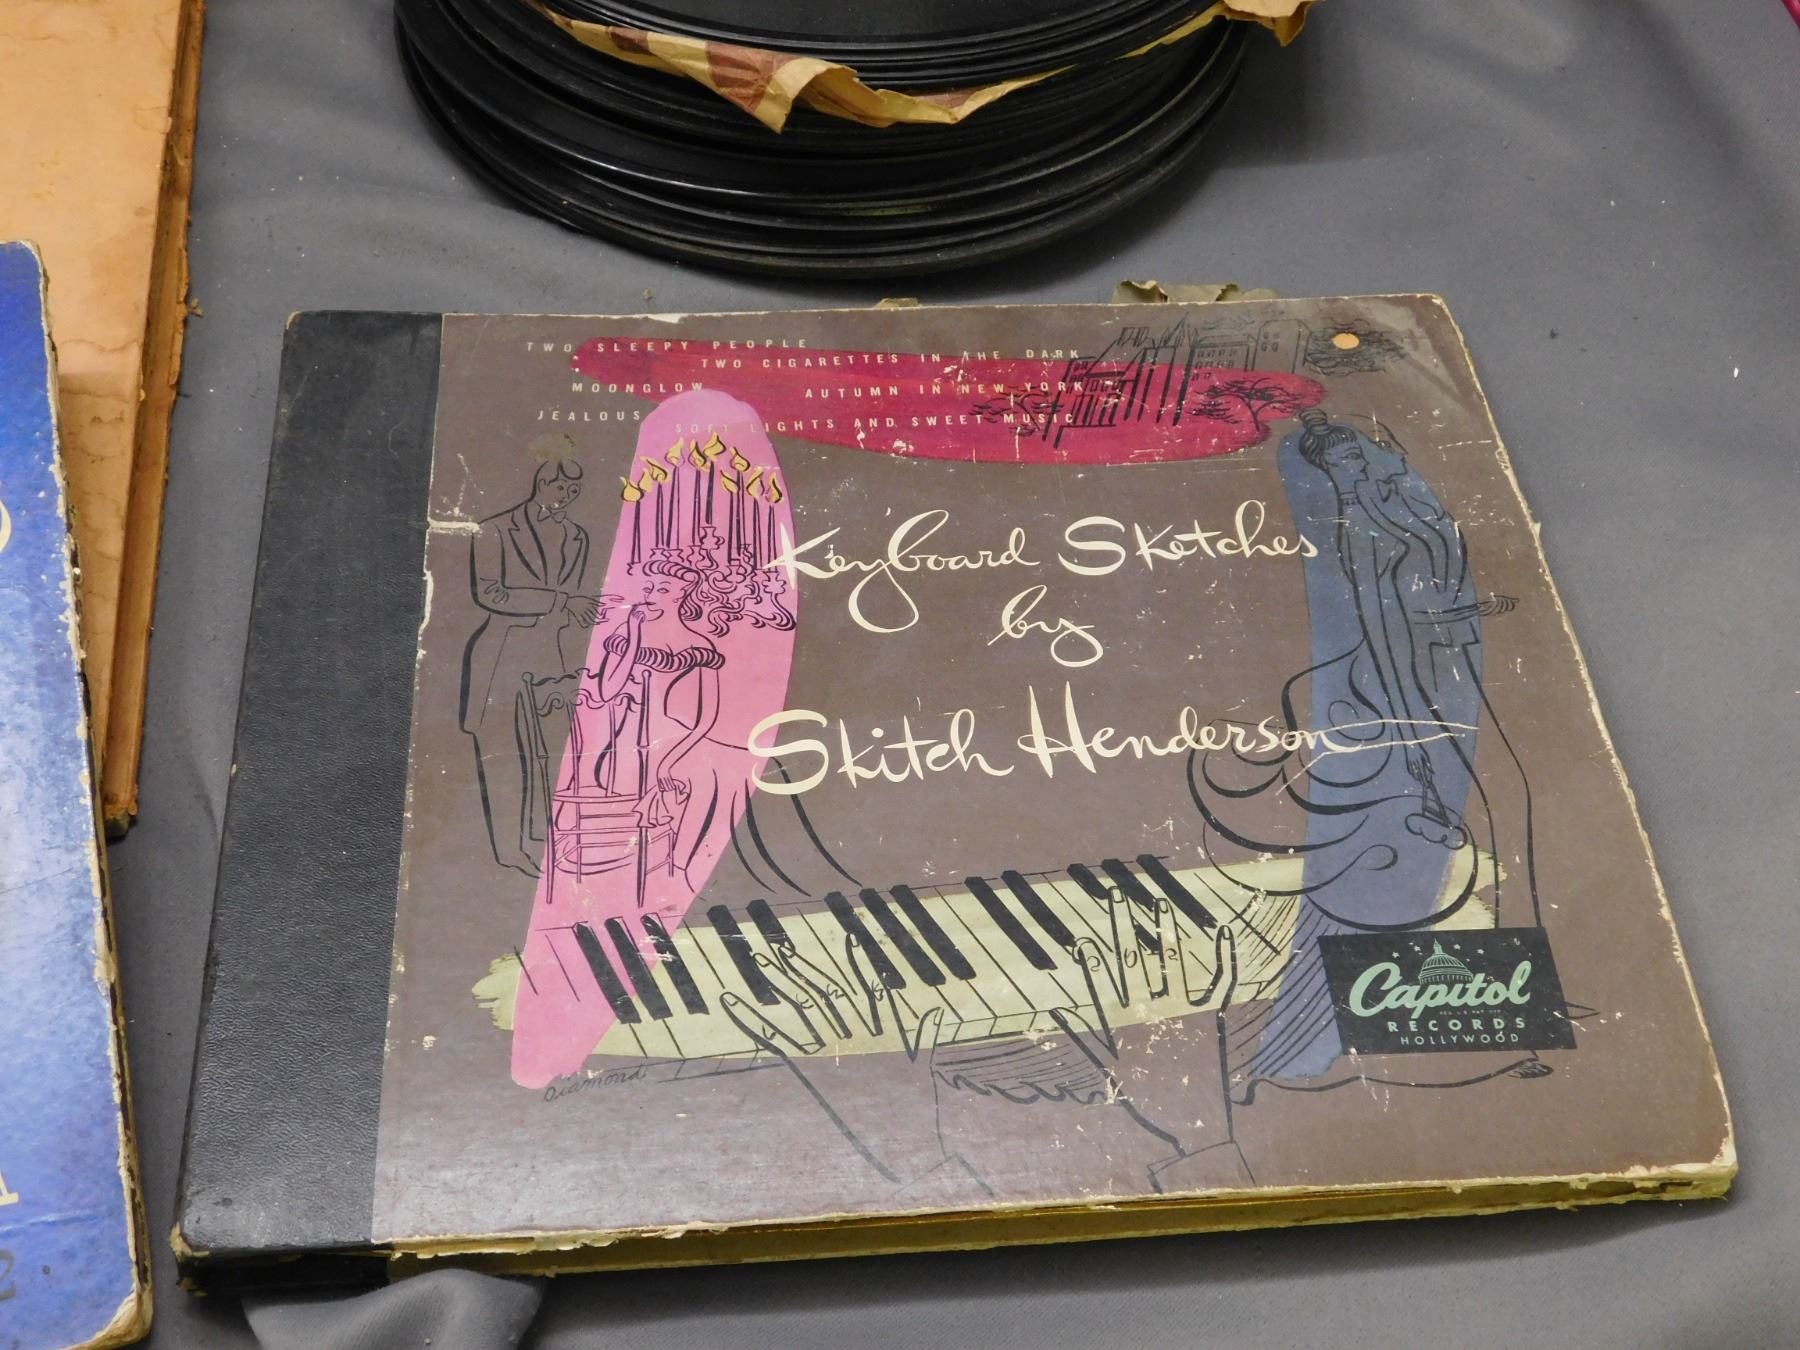 TWO SLEEPY PEOPLE
TWO CIGARETTES IN THE DARK
MOONGLOW AUTUMN IN NEW YORK
JEALOUS
SOFT LIGHTS AND SWEET MUSIC
Keyboard Sketches
by
Skitch Henderson
Capitol
RECORDS
HOLLYWOOD
Diamond